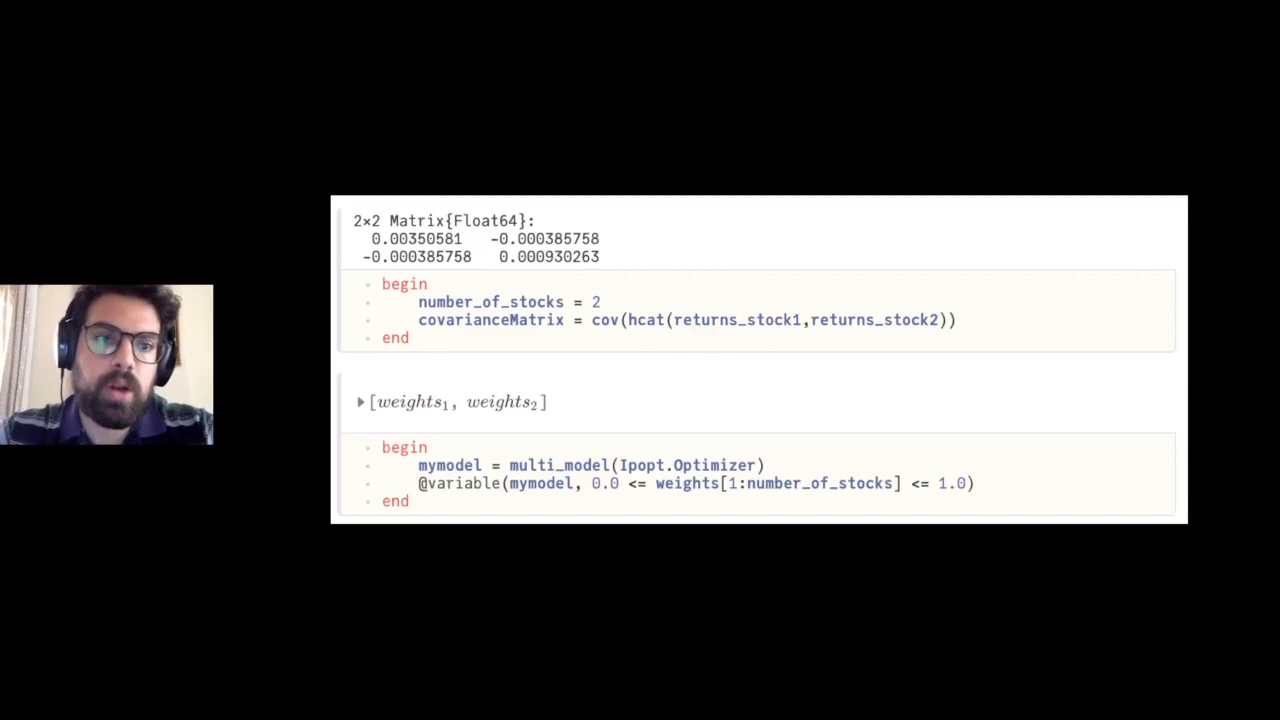 2×2 Matrix{Float64}:
0.00350581 -0.000385758
-0.000385758 0.000930263
begin
number_of_stocks = 2
covarianceMatrix = cov(hcat(returns_stock1,returns_stock2))
end
[weights₁, weights₂]
begin
mymodel = multi_model(Ipopt.Optimizer)
@variable(mymodel, 0.0 <= weights[1:number_of_stocks] <= 1.0)
end